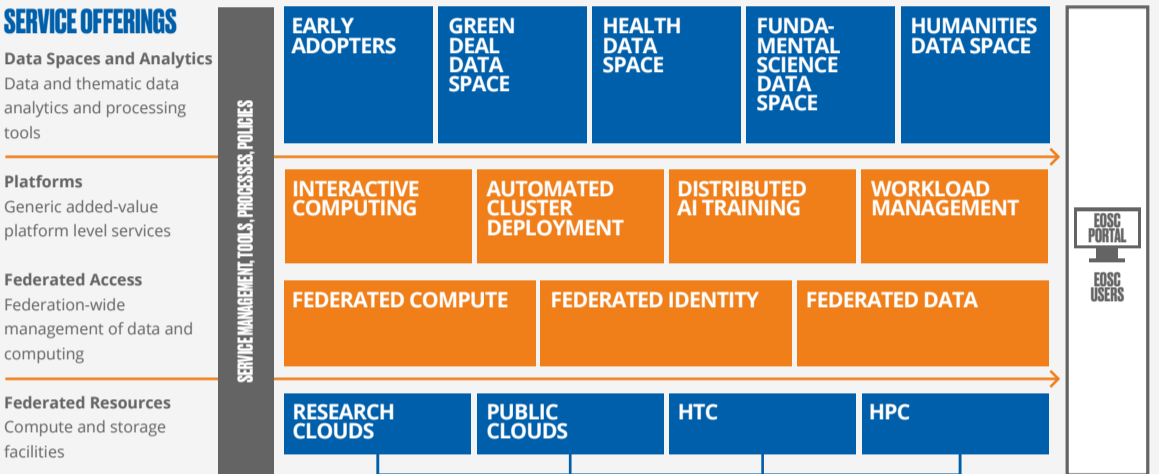 SERVICE OFFERINGS
Data Spaces and Analytics
Data and thematic data
analytics and processing
tools
Platforms
Generic added-value
platform level services
Federated Access
Federation-wide
management of data and
computing
Federated Resources
Compute and storage
facilities
SERVICE MANAGEMENT, TOOLS, PROCESSES, POLICIES
EARLY
ADOPTERS
GREEN
DEAL
DATA
SPACE
HEALTH
DATA
SPACE
FUNDA-
MENTAL
SCIENCE
DATA
SPACE
HUMANITIES
DATA SPACE
INTERACTIVE
COMPUTING
AUTOMATED
CLUSTER
DEPLOYMENT
DISTRIBUTED
AI TRAINING
WORKLOAD
MANAGEMENT
FEDERATED COMPUTE
FEDERATED IDENTITY
FEDERATED DATA
RESEARCH
CLOUDS
PUBLIC
CLOUDS
HTC
HPC
EOSC
PORTAL
EOSC
USERS